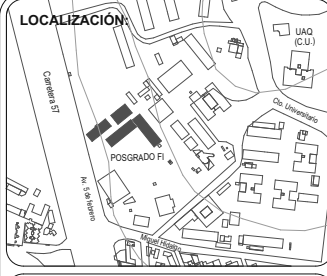 LOCALIZACIÓN:
UAQ
(C.U.)
Carretera 57
Cto. Universitario
POSGRADO FI
Av. 5 de febrero
Miguel Hidalgo